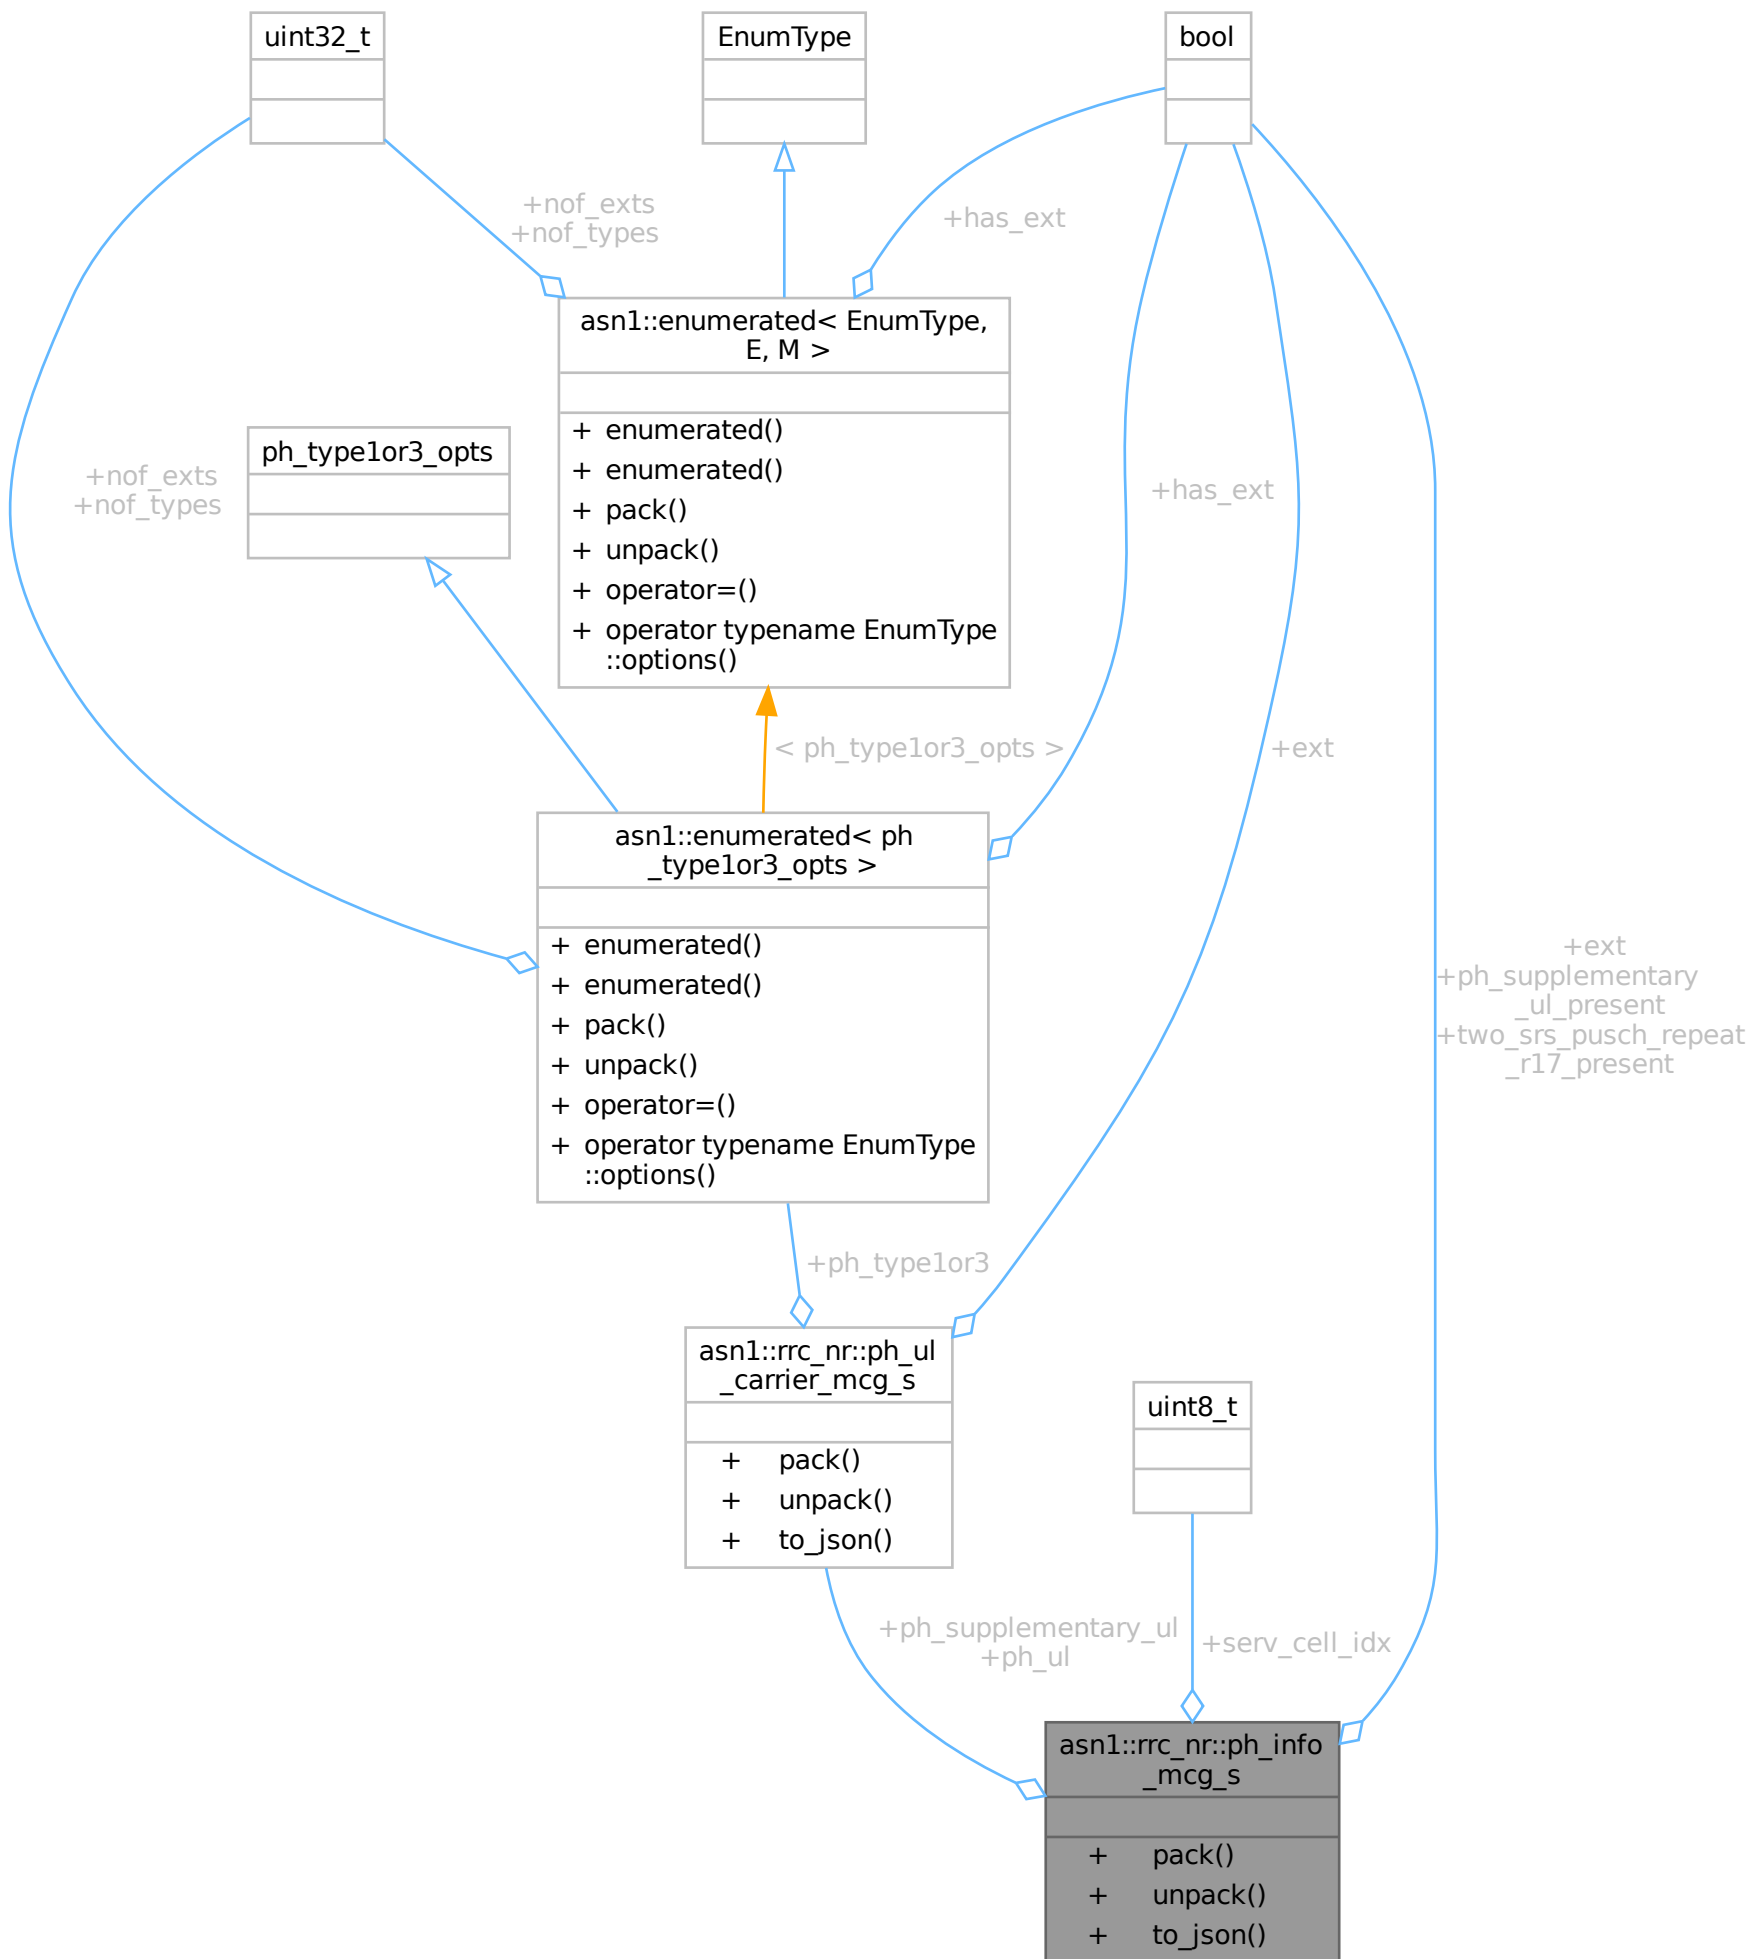 uint32_t
EnumType
bool
+nof_exts
+nof_types
+has_ext
asn1::enumerated< EnumType,
E, M >
+ enumerated()
+ enumerated()
+ pack()
+ unpack()
+ operator=()
+ operator typename EnumType
::options()
ph_type1or3_opts
+nof_exts
+nof_types
+has_ext
< ph_type1or3_opts >
+ext
asn1::enumerated< ph
_type1or3_opts >
+ enumerated()
+ enumerated()
+ pack()
+ unpack()
+ operator=()
+ operator typename EnumType
::options()
+ext
+ph_supplementary
_ul_present
+two_srs_pusch_repeat
_r17_present
+ph_type1or3
asn1::rrc_nr::ph_ul
_carrier_mcg_s
+ pack()
+ unpack()
+ to_json()
uint8_t
+ph_supplementary_ul
+ph_ul
+serv_cell_idx
asn1::rrc_nr::ph_info
_mcg_s
+ pack()
+ unpack()
+ to_json()